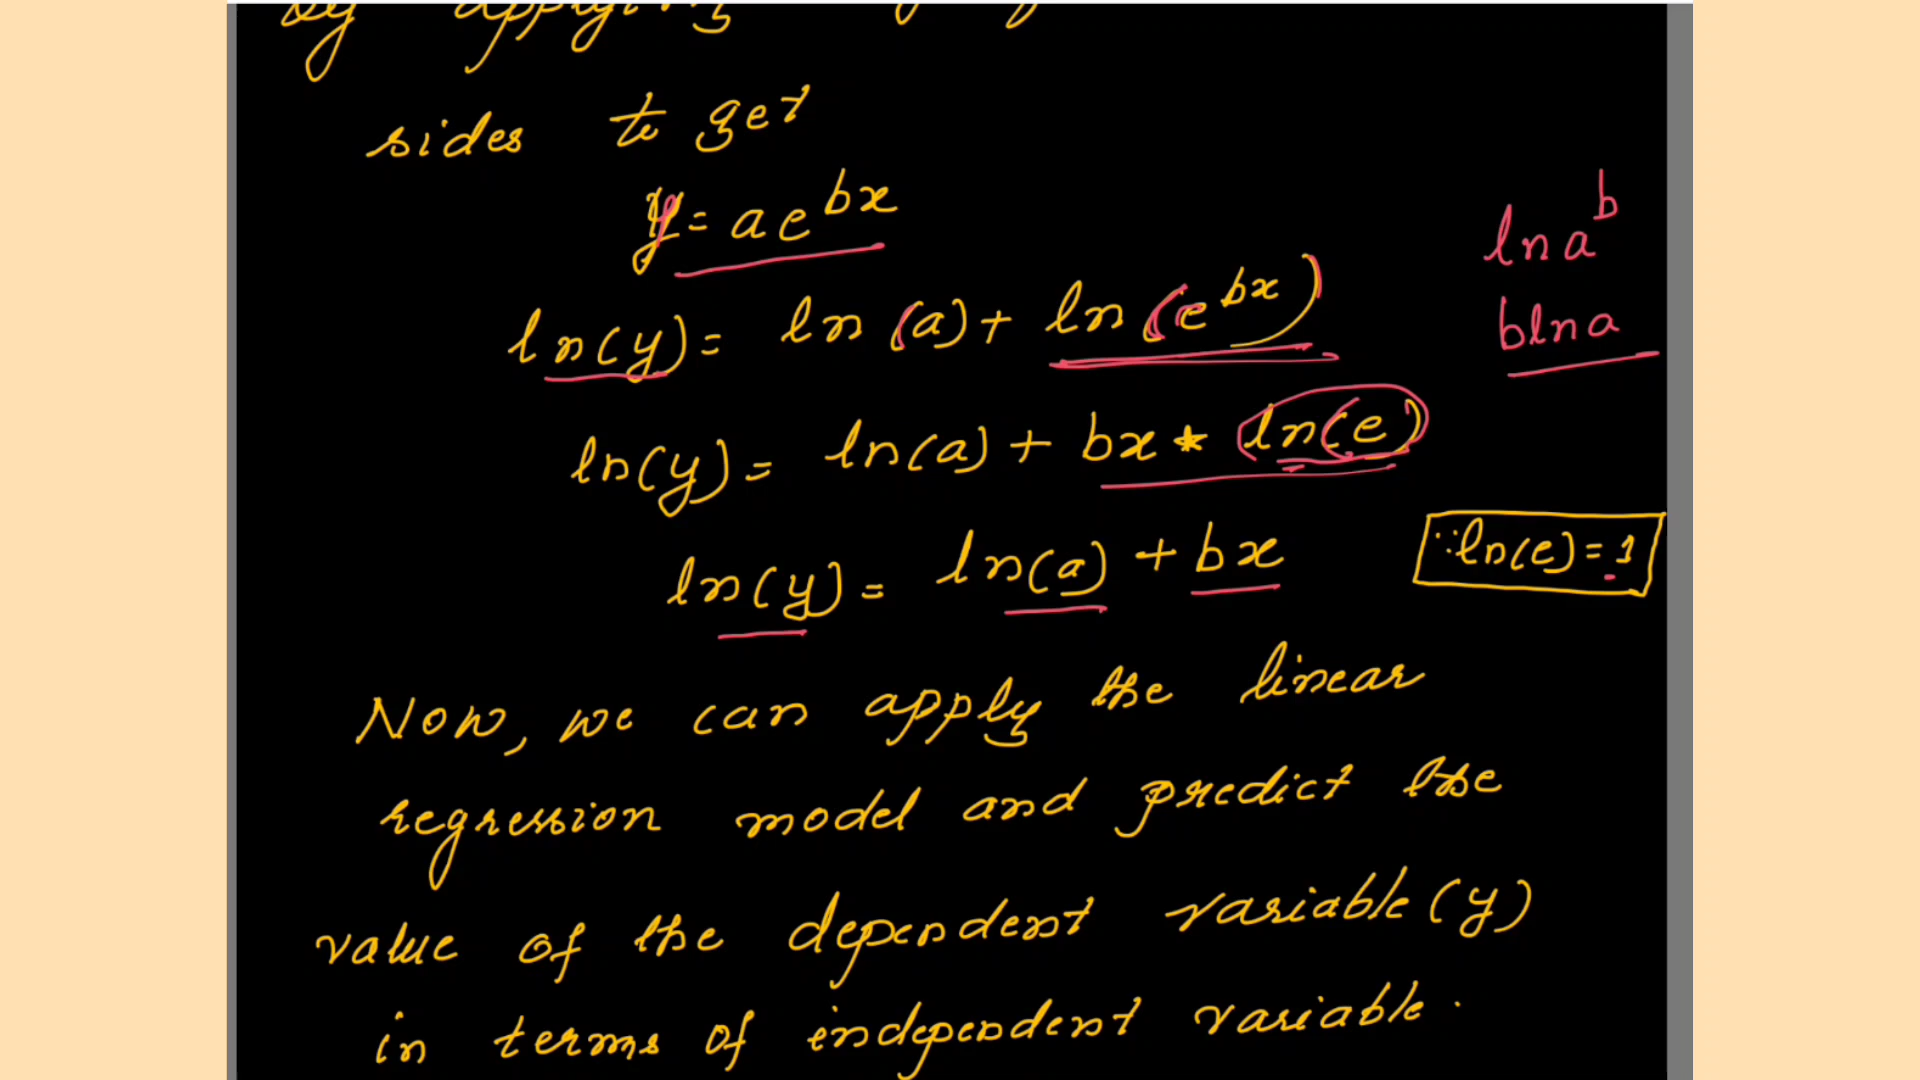 by applying
sides to get
y = ae^bx
ln(y) = ln(a) + ln(e^bx)
ln a^b
b ln a
ln(y) = ln(a) + bx * ln(e)
ln(y) = ln(a) + bx
∵ ln(e) = 1
Now, we can apply the linear
regression model and predict the
value of the dependent variable (y)
in terms of independent variable.